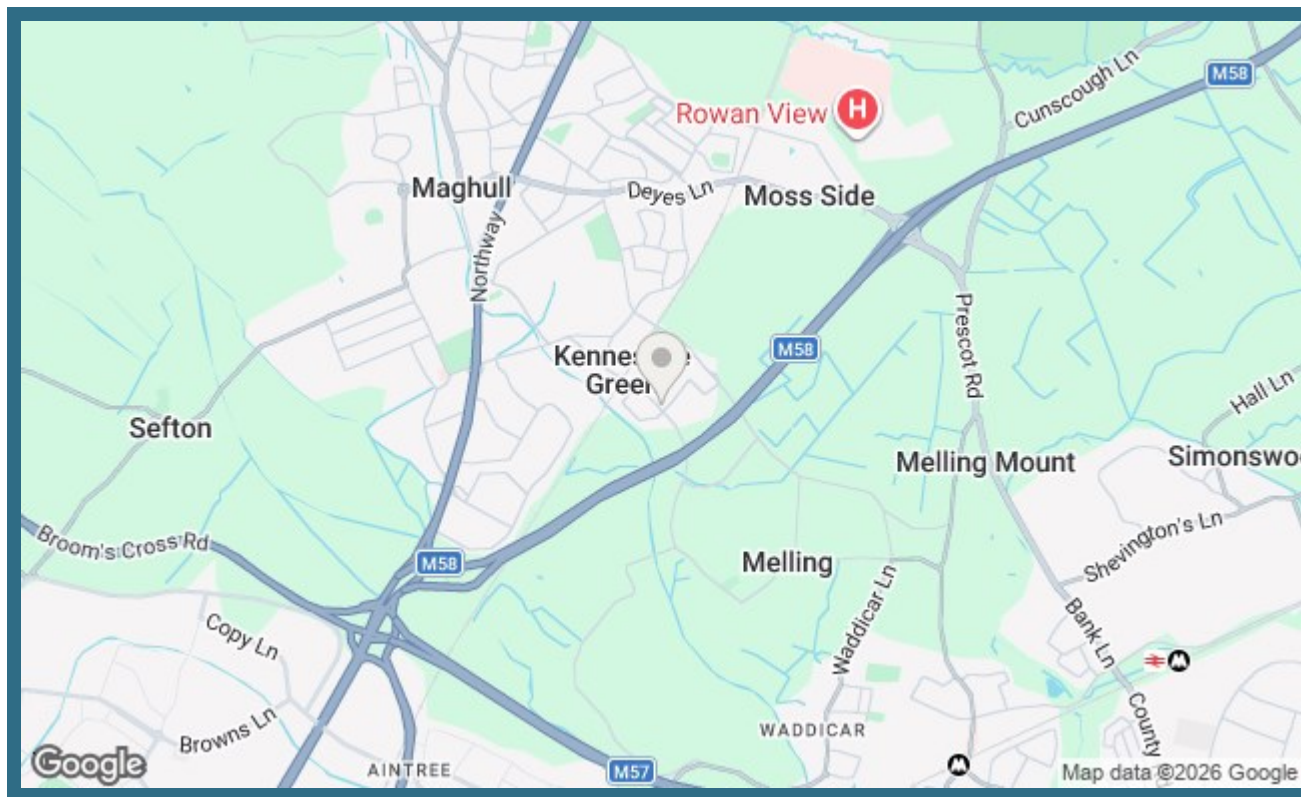 M58
Cunscough Ln
Rowan View
H
Maghull
Deyes Ln
Moss Side
Northway
Prescot Rd
M58
Green
Hall Ln
Sefton
Melling Mount
Broom's Cross Rd
Shevington's Ln
M58
Melling
Waddicar Ln
Copy Ln
Bank Ln
Browns Ln
WADDICAR
County
AINTREE
M57
Google
Map data ©2026 Google